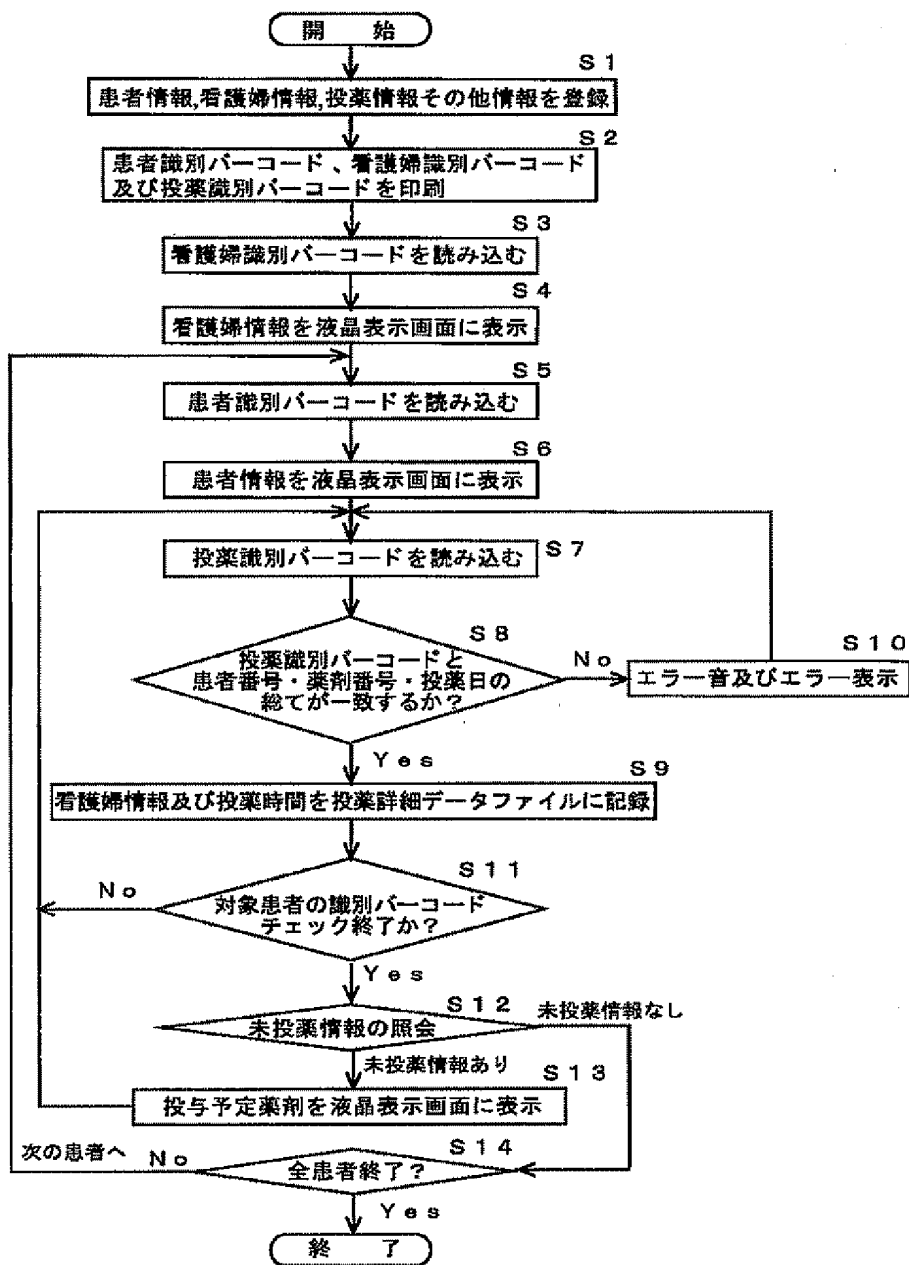 開 始
S1
患者情報,看護婦情報,投薬情報その他情報を登録
S2
患者識別バーコード、看護婦識別バーコード
及び投薬識別バーコードを印刷
S3
看護婦識別バーコードを読み込む
S4
看護婦情報を液晶表示画面に表示
S5
患者識別バーコードを読み込む
S6
患者情報を液晶表示画面に表示
S7
投薬識別バーコードを読み込む
S8
投薬識別バーコードと
患者番号・薬剤番号・投薬日の
総てが一致するか?
No
S10
エラー音及びエラー表示
Yes
S9
看護婦情報及び投薬時間を投薬詳細データファイルに記録
S11
No
対象患者の識別バーコード
チェック終了か?
Yes
S12
未投薬情報の照会
未投薬情報なし
未投薬情報あり
S13
投与予定薬剤を液晶表示画面に表示
次の患者へ
No
S14
全患者終了?
Yes
終 了